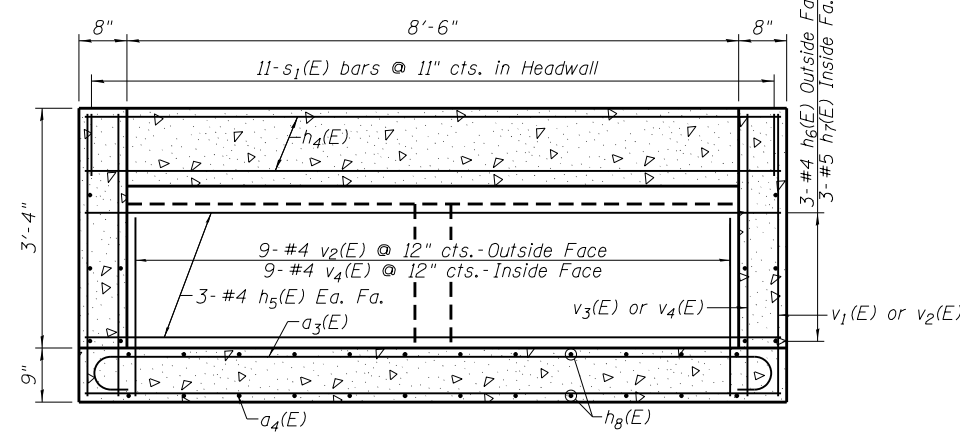 8" 8'-6" 8"
11-s1(E) bars @ 11" cts. in Headwall
h4(E)
3'-4"
9- #4 v2(E) @ 12" cts.-Outside Face
9- #4 v4(E) @ 12" cts.-Inside Face
3- #4 h5(E) Ea. Fa.
a3(E)
v3(E) or v4(E)
v1(E) or v2(E)
3- #4 h6(E) Outside Fa
3- #5 h7(E) Inside Fa.
9"
a4(E)
h8(E)